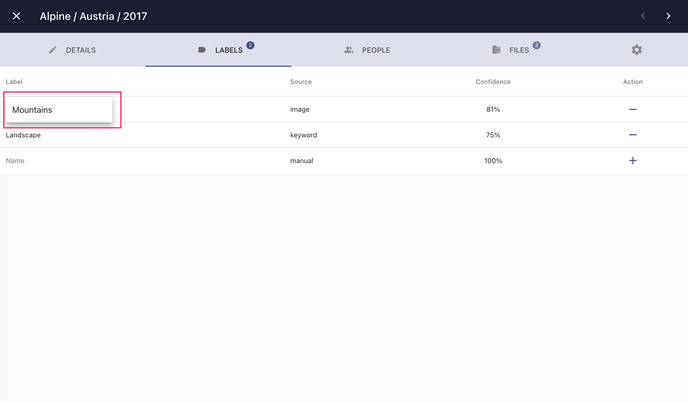 Alpine / Austria / 2017
DETAILS LABELS 2 PEOPLE FILES 2
Label Source Confidence Action
Mountains image 81%
Landscape keyword 75%
Name manual 100%